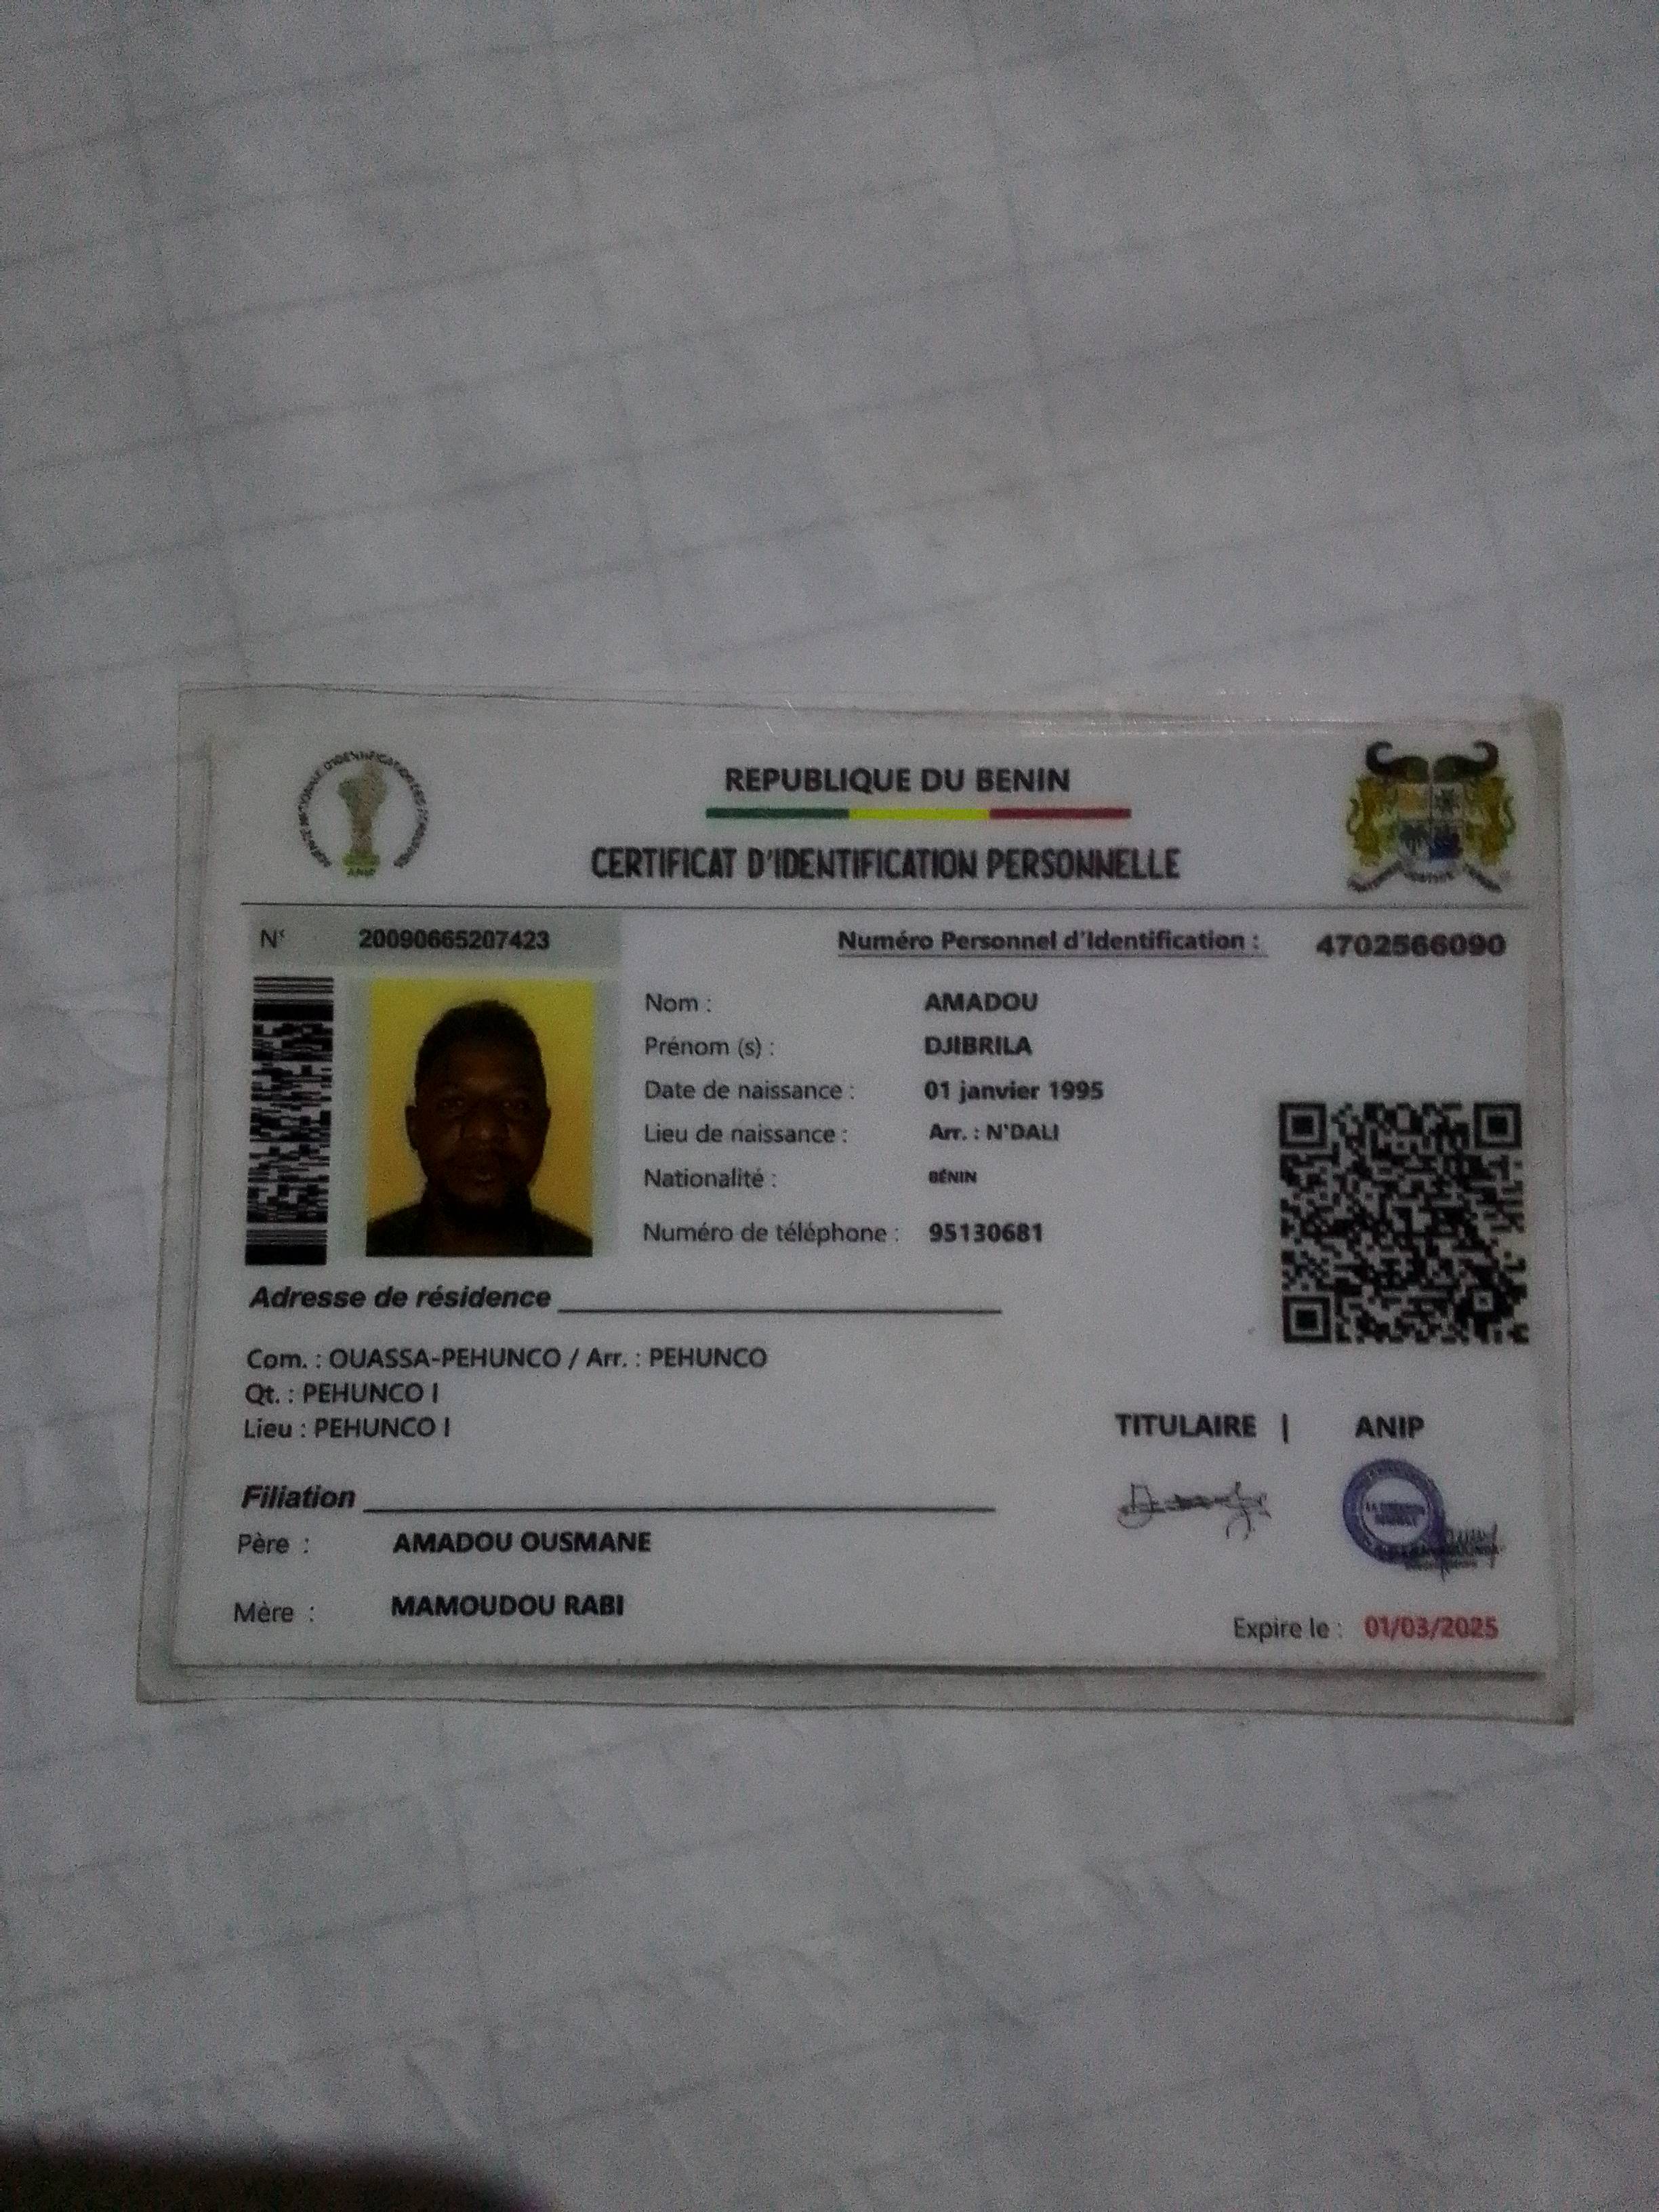 REPUBLIQUE DU BENIN
CERTIFICAT D'IDENTIFICATION PERSONNELLE
ANIP
N° 20090665207423
Numéro Personnel d'Identification : 4702566090
Nom : AMADOU
Prénom (s) : DJIBRILA
Date de naissance : 01 janvier 1995
Lieu de naissance : Arr. : N'DALI
Nationalité : BÉNIN
Numéro de téléphone : 95130681
Adresse de résidence
Com. : OUASSA-PEHUNCO / Arr. : PEHUNCO
Qt. : PEHUNCO I
Lieu : PEHUNCO I
TITULAIRE | ANIP
Filiation
Père : AMADOU OUSMANE
Mère : MAMOUDOU RABI
Expire le : 01/03/2025